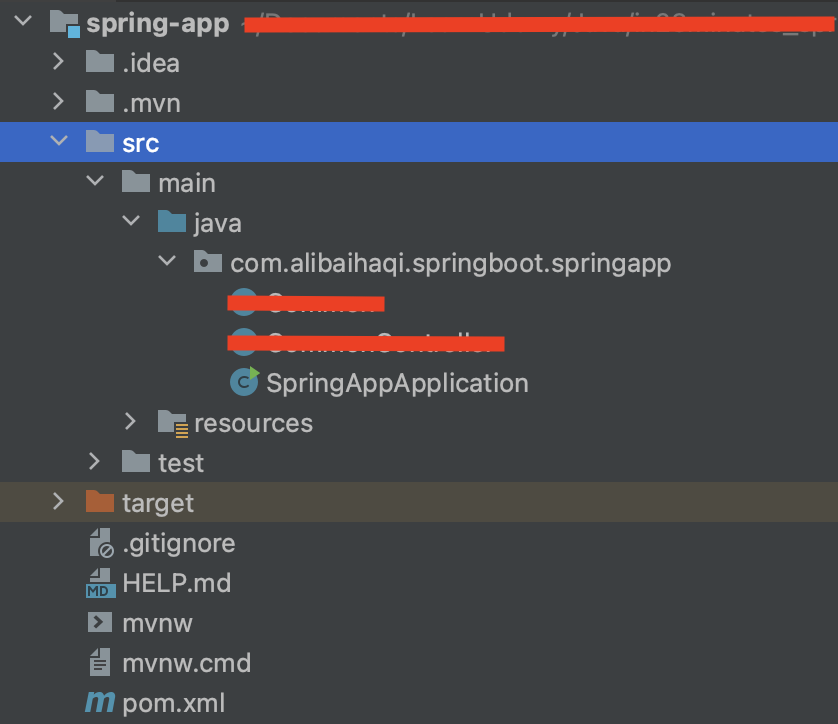 spring-app
.idea
.mvn
src
main
java
com.alibaihaqi.springboot.springapp
SpringAppApplication
resources
test
target
.gitignore
HELP.md
mvnw
mvnw.cmd
pom.xml